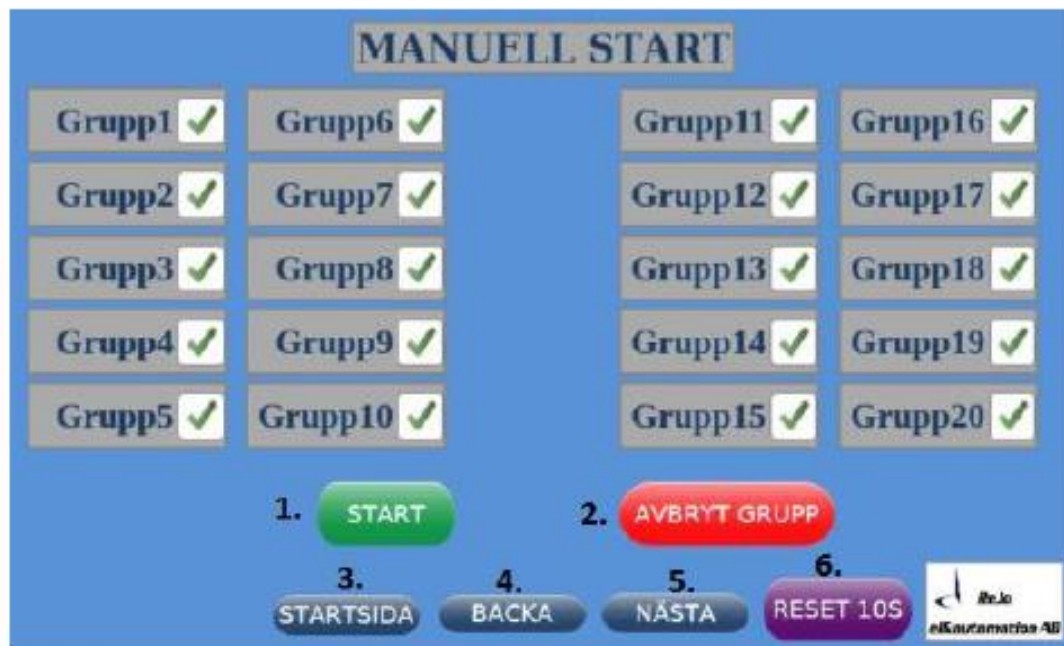 MANUELL START
Grupp1 Grupp6 Grupp11 Grupp16
Grupp2 Grupp7 Grupp12 Grupp17
Grupp3 Grupp8 Grupp13 Grupp18
Grupp4 Grupp9 Grupp14 Grupp19
Grupp5 Grupp10 Grupp15 Grupp20
1. START 2. AVBRYT GRUPP
3. 4. 5. 6.
STARTSIDA BACKA NÄSTA RESET 10S
AB